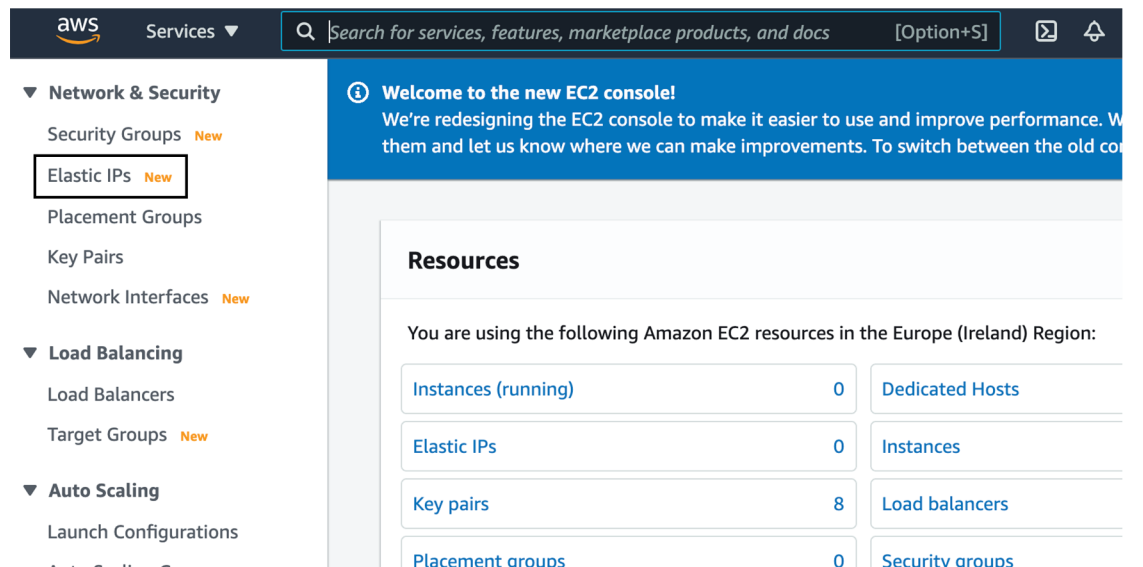 aws
Services ▼
Search for services, features, marketplace products, and docs [Option+S]
▼ Network & Security
Security Groups New
Elastic IPs New
Placement Groups
Key Pairs
Network Interfaces New
▼ Load Balancing
Load Balancers
Target Groups New
▼ Auto Scaling
Launch Configurations
Welcome to the new EC2 console!
We're redesigning the EC2 console to make it easier to use and improve performance. W
them and let us know where we can make improvements. To switch between the old co
Resources
You are using the following Amazon EC2 resources in the Europe (Ireland) Region:
Instances (running) 0
Dedicated Hosts
Elastic IPs 0
Instances
Key pairs 8
Load balancers
Placement groups 0
Security groups